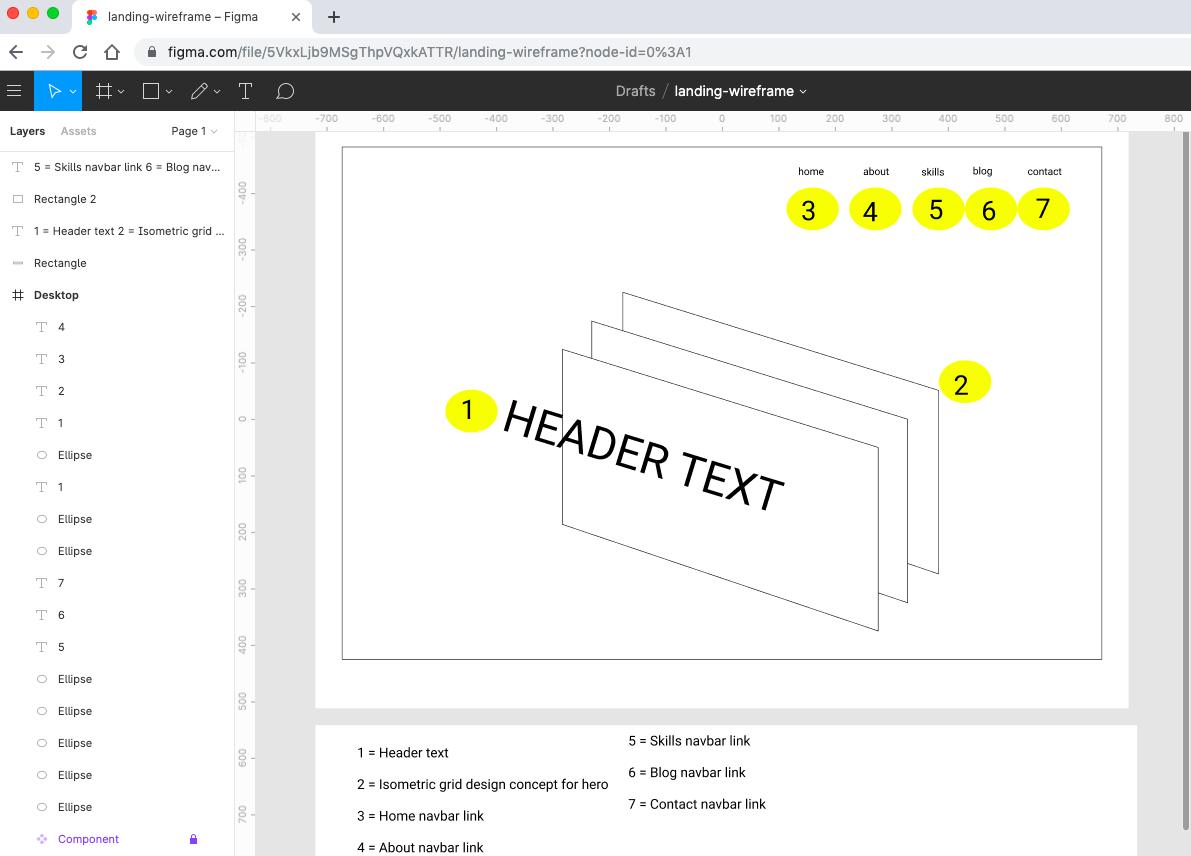 landing-wireframe – Figma
figma.com/file/5VkxLjb9MSgThpVQxkATTR/landing-wireframe?node-id=0%3A1
Drafts / landing-wireframe
Layers Assets Page 1
-800 -700 -600 -500 -400 -300 -200 -100 0 100 200 300 400 500 600 700 800
5 = Skills navbar link 6 = Blog nav...
Rectangle 2
1 = Header text 2 = Isometric grid ...
Rectangle
Desktop
4
3
2
1
Ellipse
1
Ellipse
Ellipse
7
6
5
Ellipse
Ellipse
Ellipse
Ellipse
Ellipse
Component
-400
-300
-200
-100
0
100
200
300
400
500
600
700
home about skills blog contact
3 4 5 6 7
2
1 HEADER TEXT
1 = Header text
2 = Isometric grid design concept for hero
3 = Home navbar link
4 = About navbar link
5 = Skills navbar link
6 = Blog navbar link
7 = Contact navbar link